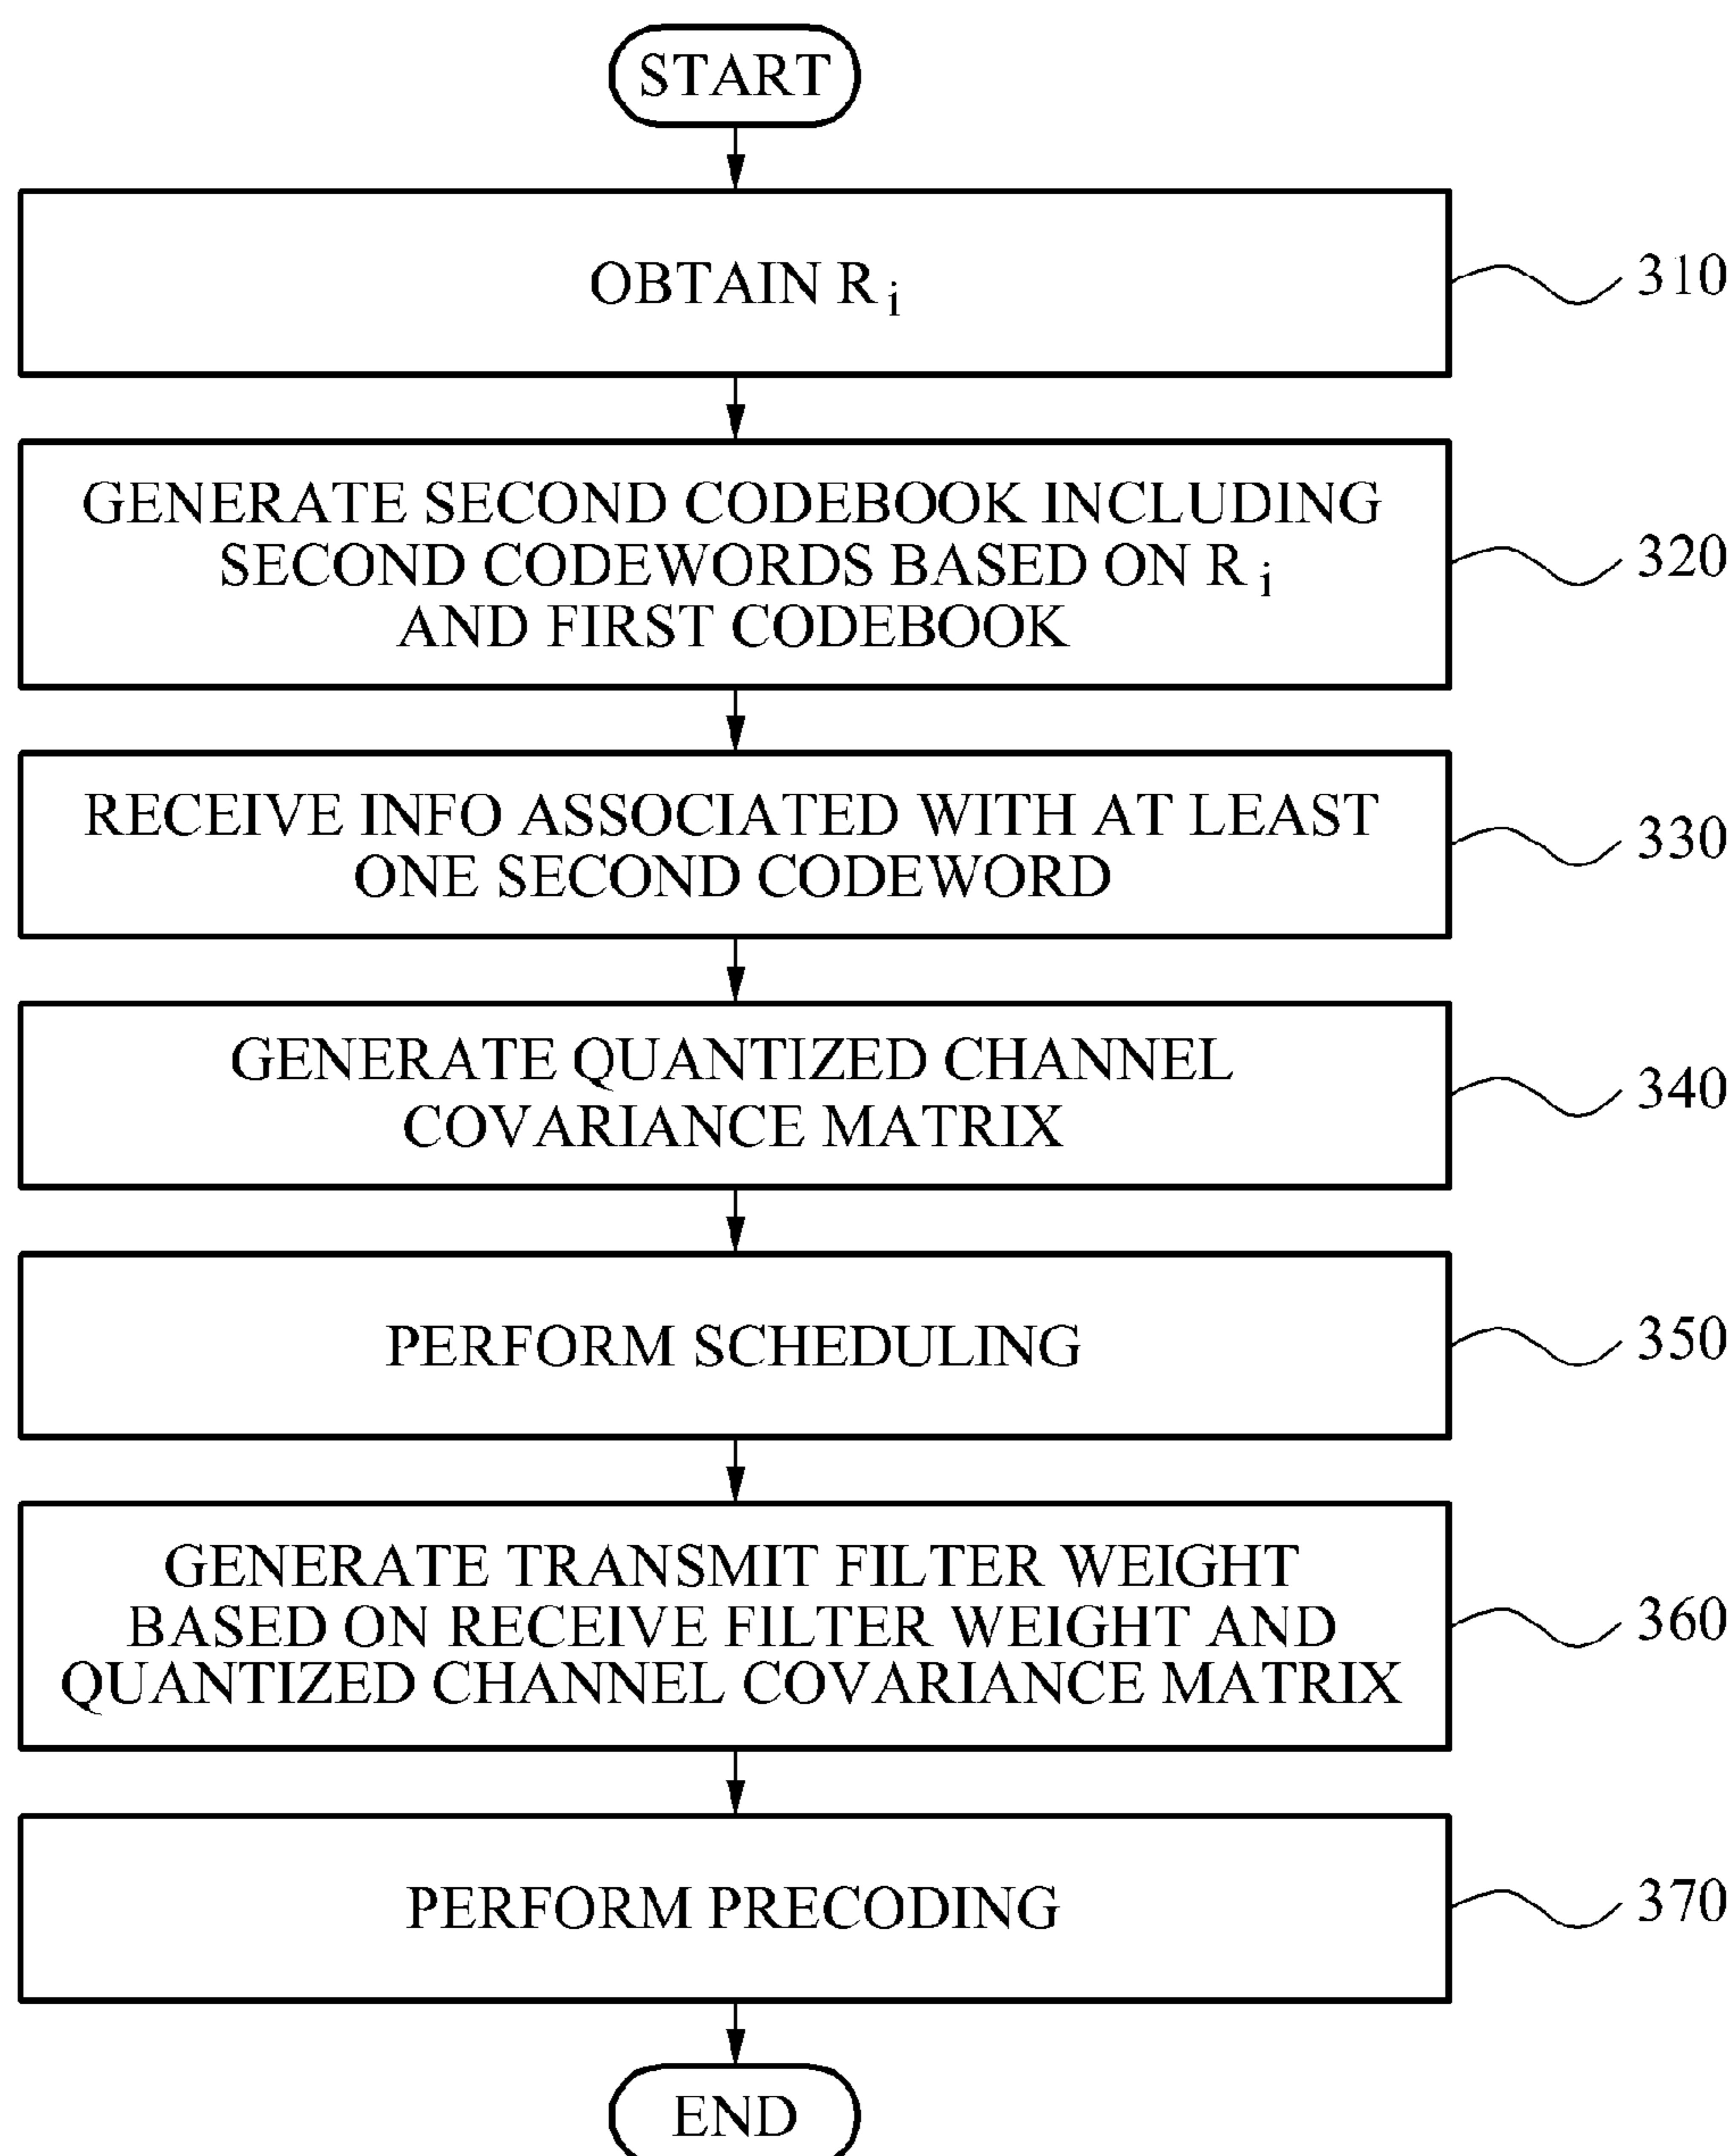 START
OBTAIN Ri
310
GENERATE SECOND CODEBOOK INCLUDING
SECOND CODEWORDS BASED ON Ri
AND FIRST CODEBOOK
320
RECEIVE INFO ASSOCIATED WITH AT LEAST
ONE SECOND CODEWORD
330
GENERATE QUANTIZED CHANNEL
COVARIANCE MATRIX
340
PERFORM SCHEDULING
350
GENERATE TRANSMIT FILTER WEIGHT
BASED ON RECEIVE FILTER WEIGHT AND
QUANTIZED CHANNEL COVARIANCE MATRIX
360
PERFORM PRECODING
370
END